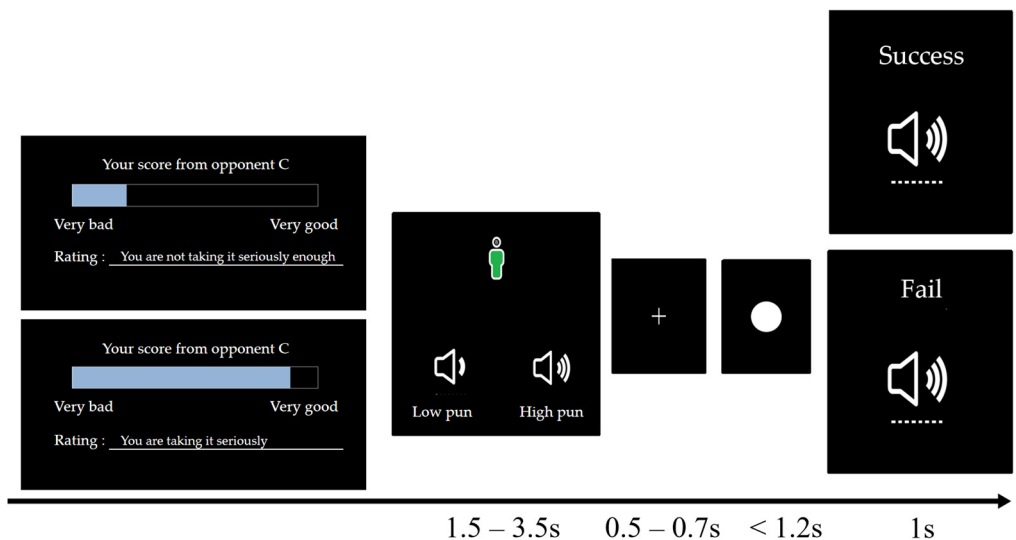 Your score from opponent C
Very bad Very good
Rating : You are not taking it seriously enough
Your score from opponent C
Very bad Very good
Rating : You are taking it seriously
Low pun High pun
+
Success
Fail
1.5 – 3.5s 0.5 – 0.7s < 1.2s 1s